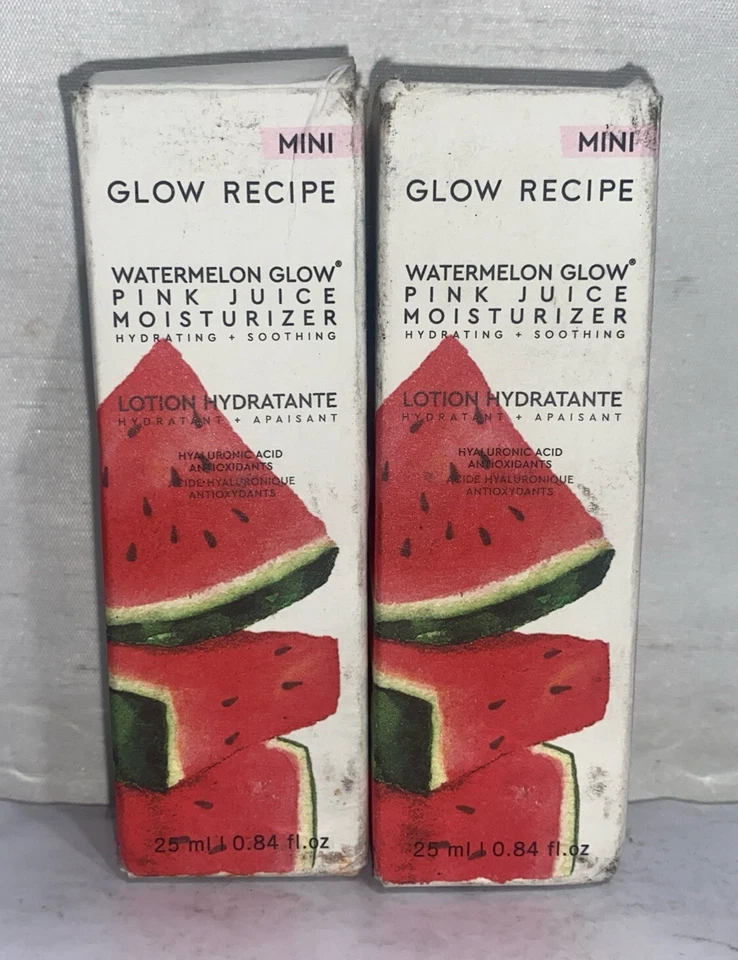 MINI
GLOW RECIPE
WATERMELON GLOW®
PINK JUICE
MOISTURIZER
HYDRATING + SOOTHING
LOTION HYDRATANTE
HYDRATANT + APAISANT
HYALURONIC ACID
ANTIOXIDANTS
ACIDE HYALURONIQUE
ANTIOXYDANTS
25 ml | 0.84 fl.oz
MINI
GLOW RECIPE
WATERMELON GLOW®
PINK JUICE
MOISTURIZER
HYDRATING + SOOTHING
LOTION HYDRATANTE
HYDRATANT + APAISANT
HYALURONIC ACID
ANTIOXIDANTS
ACIDE HYALURONIQUE
ANTIOXYDANTS
25 ml | 0.84 fl.oz